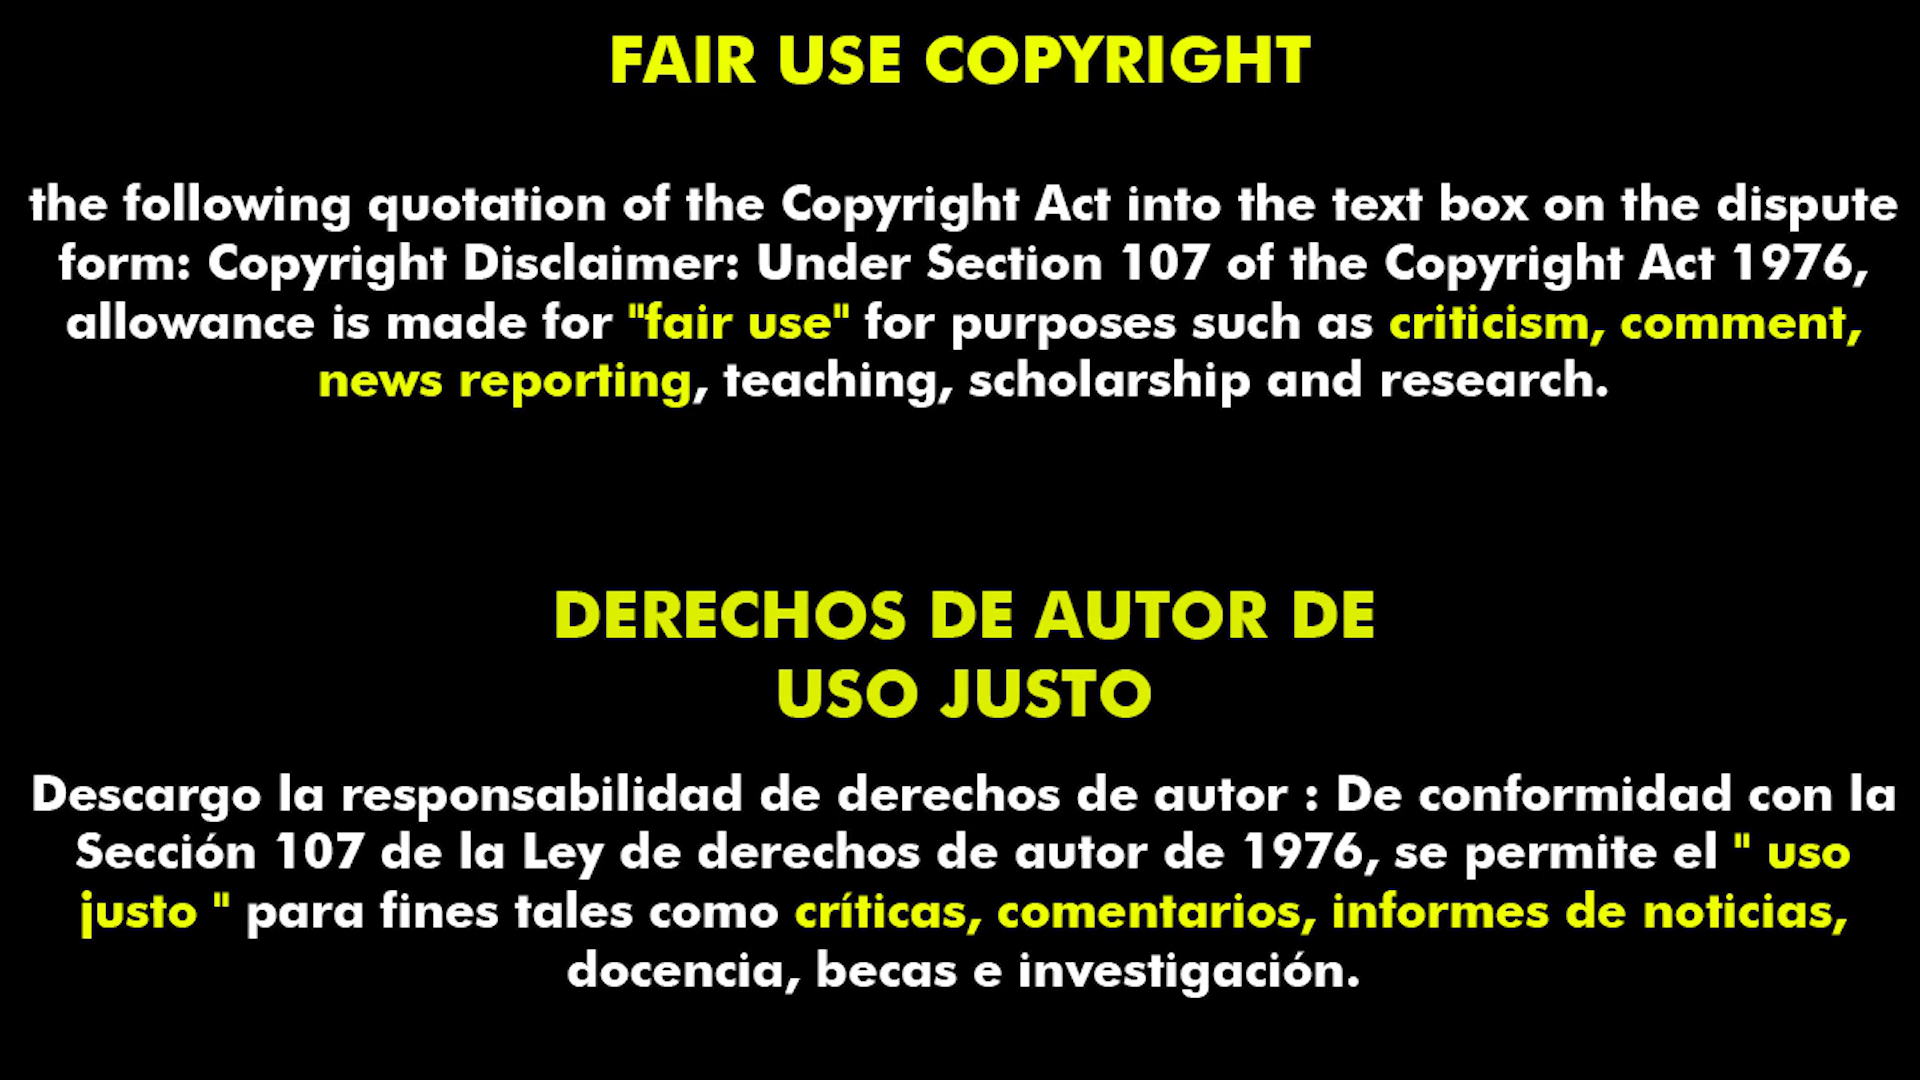 FAIR USE COPYRIGHT
the following quotation of the Copyright Act into the text box on the dispute
form: Copyright Disclaimer: Under Section 107 of the Copyright Act 1976,
allowance is made for "fair use" for purposes such as criticism, comment,
news reporting, teaching, scholarship and research.
DERECHOS DE AUTOR DE
USO JUSTO
Descargo la responsabilidad de derechos de autor : De conformidad con la
Sección 107 de la Ley de derechos de autor de 1976, se permite el " uso
justo " para fines tales como críticas, comentarios, informes de noticias,
docencia, becas e investigación.